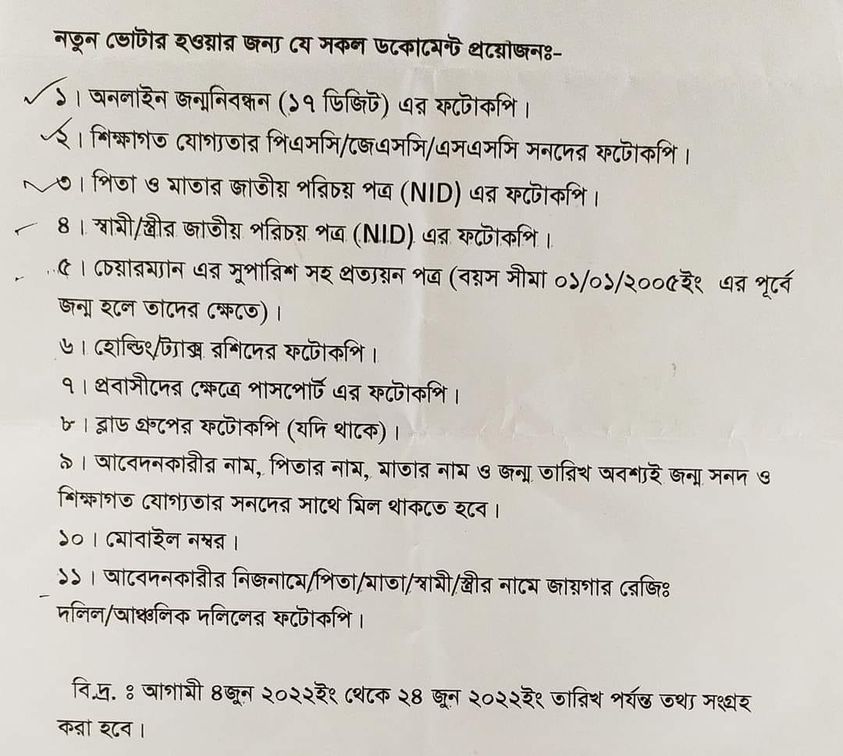 নতুন ভোটার হওয়ার জন্য যে সকল ডকোমেন্ট প্রয়োজনঃ-
১। অনলাইন জন্মনিবন্ধন (১৭ ডিজিট) এর ফটোকপি।
২। শিক্ষাগত যোগ্যতার পিএসসি/জেএসসি/এসএসসি সনদের ফটোকপি।
৩। পিতা ও মাতার জাতীয় পরিচয় পত্র (NID) এর ফটোকপি।
৪। স্বামী/স্ত্রীর জাতীয় পরিচয় পত্র (NID) এর ফটোকপি।
৫। চেয়ারম্যান এর সুপারিশ সহ প্রত্যয়ন পত্র (বয়স সীমা ০১/০১/২০০৫ইং এর পূর্বে
জন্ম হলে তাদের ক্ষেতে)।
৬। হোল্ডিং/ট্যাক্স রশিদের ফটোকপি।
৭। প্রবাসীদের ক্ষেত্রে পাসপোর্ট এর ফটোকপি।
৮। ব্লাড গ্রুপের ফটোকপি (যদি থাকে)।
৯। আবেদনকারীর নাম, পিতার নাম, মাতার নাম ও জন্ম তারিখ অবশ্যই জন্ম সনদ ও
শিক্ষাগত যোগ্যতার সনদের সাথে মিল থাকতে হবে।
১০। মোবাইল নম্বর।
১১। আবেদনকারীর নিজনামে/পিতা/মাতা/স্বামী/স্ত্রীর নামে জায়গার রেজিঃ
দলিল/আঞ্চলিক দলিলের ফটোকপি।
বি.দ্র. ঃ আগামী ৪জুন ২০২২ইং থেকে ২৪ জুন ২০২২ইং তারিখ পর্যন্ত তথ্য সংগ্রহ
করা হবে।